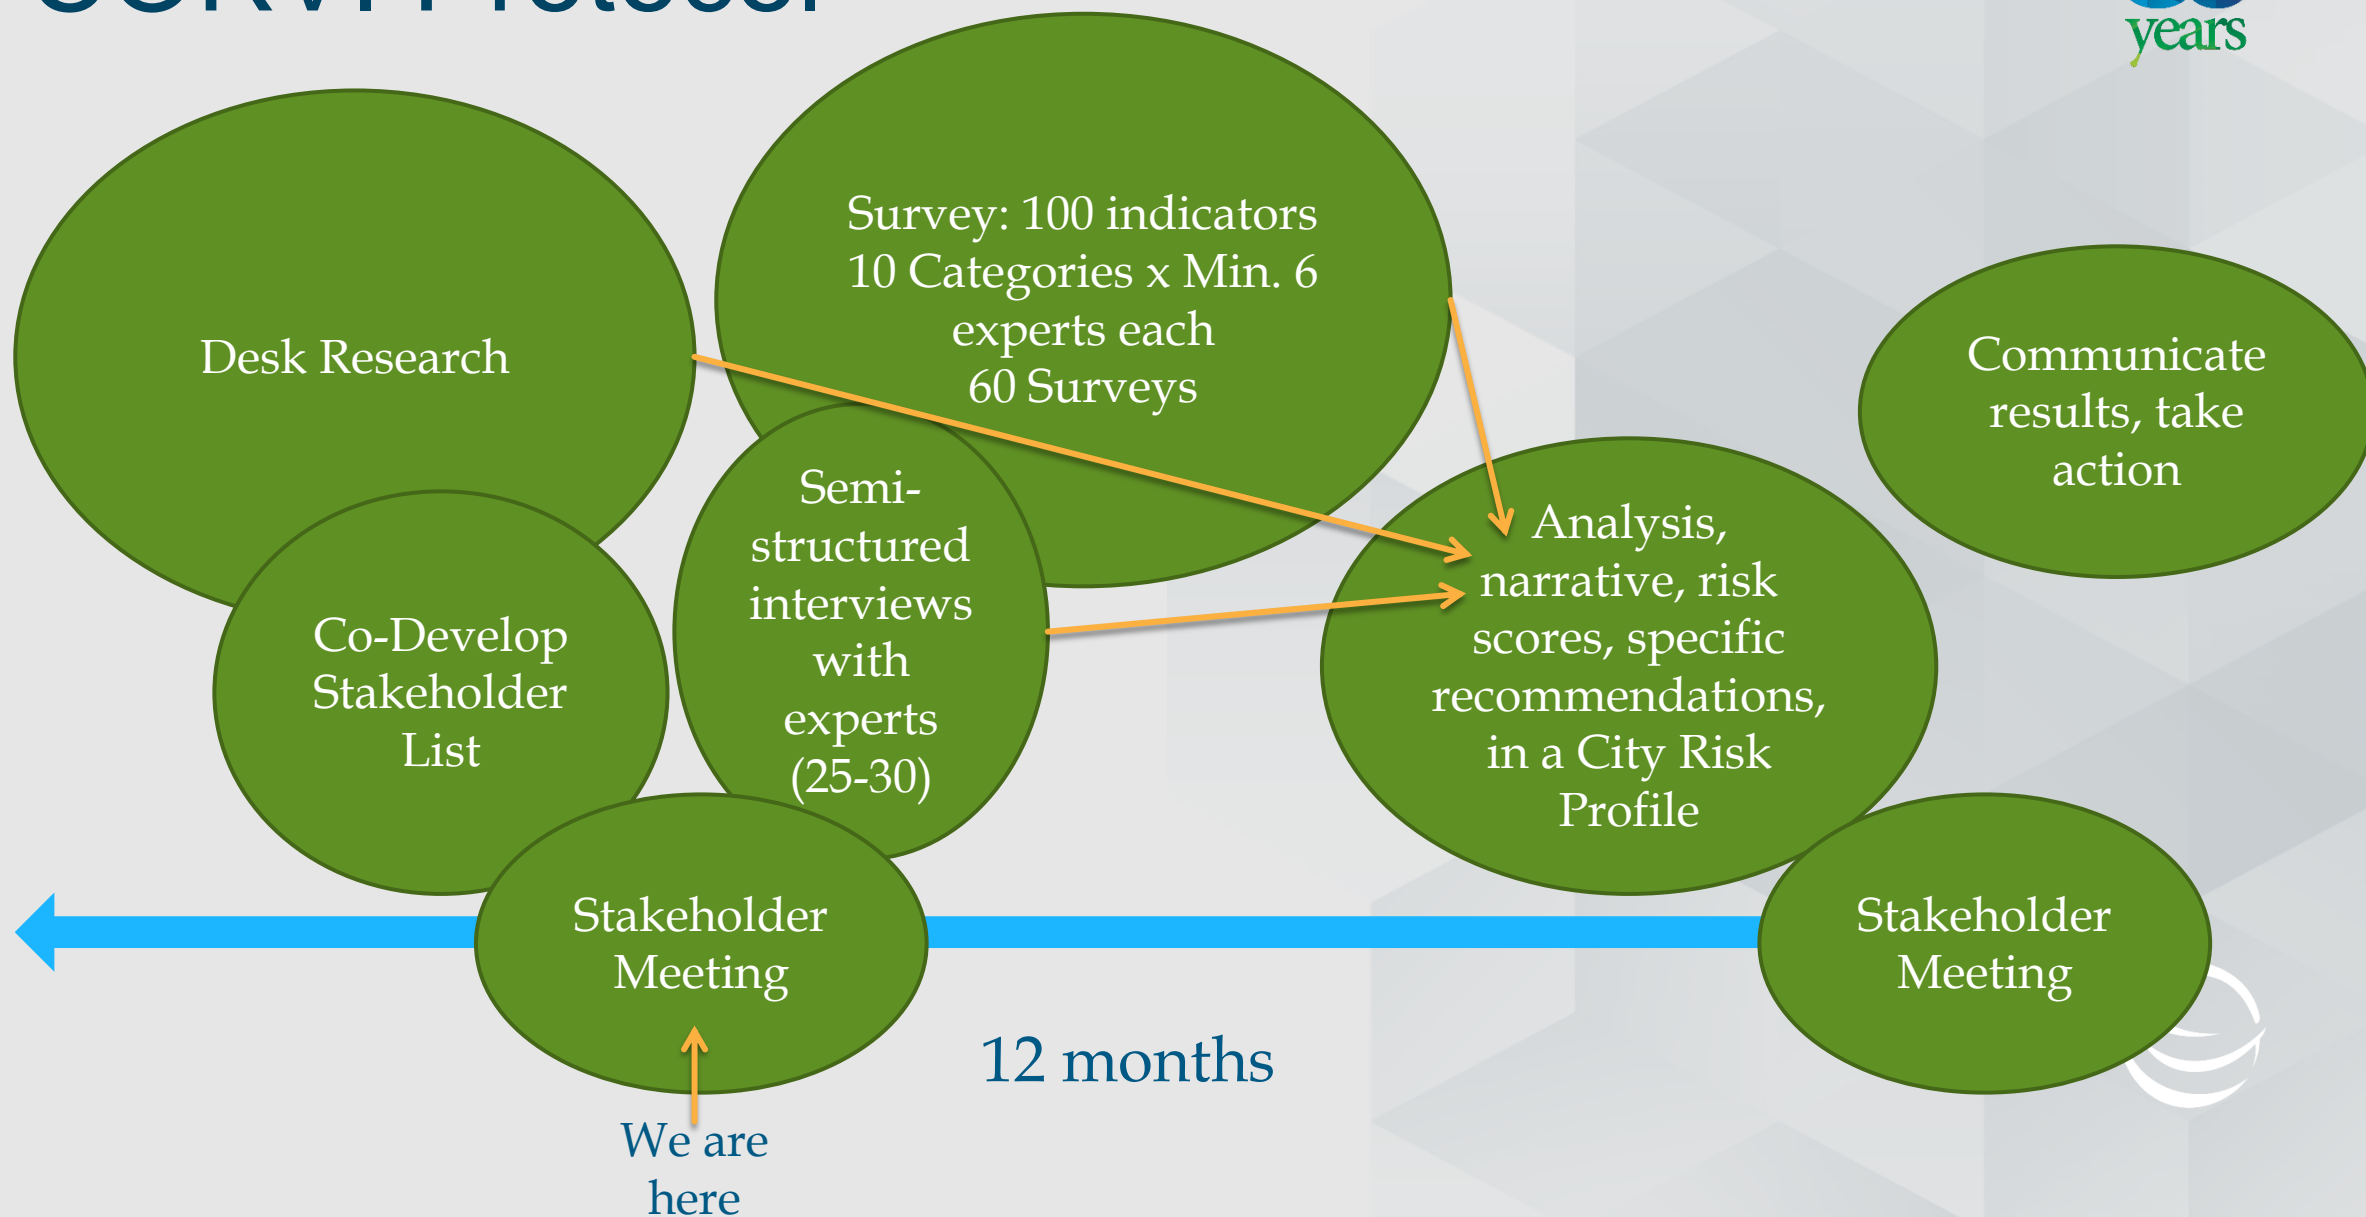 CORVI Protocol
years
Desk Research
Survey: 100 indicators
10 Categories x Min. 6
experts each
60 Surveys
Communicate
results, take
action
Semi-
structured
interviews
with
experts
(25-30)
Analysis,
narrative, risk
scores, specific
recommendations,
in a City Risk
Profile
Co-Develop
Stakeholder
List
Stakeholder
Meeting
Stakeholder
Meeting
12 months
We are
here